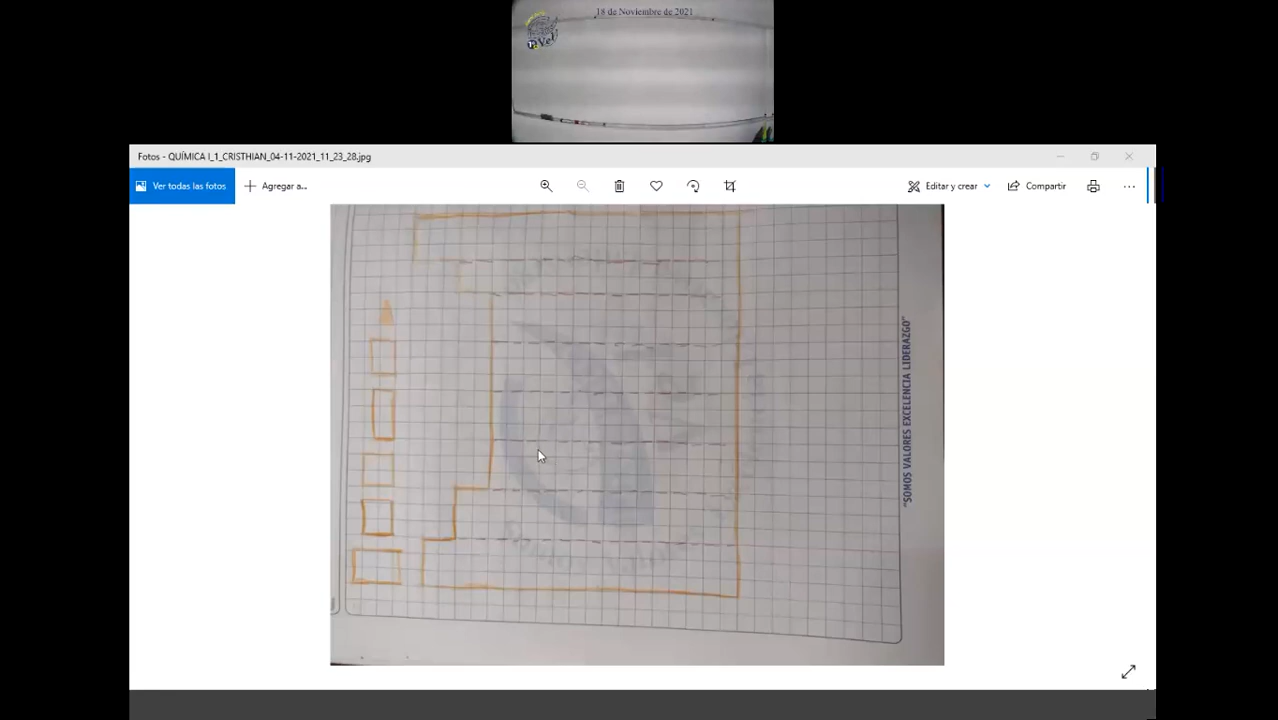 18 de Noviembre de 2021
Fotos - QUÍMICA I_1_CRISTHIAN_04-11-2021_11_23_28.jpg
Ver todas las fotos
Agregar a...
Editar y crear
Compartir
"SOMOS VALORES EXCELENCIA LIDERAZGO"